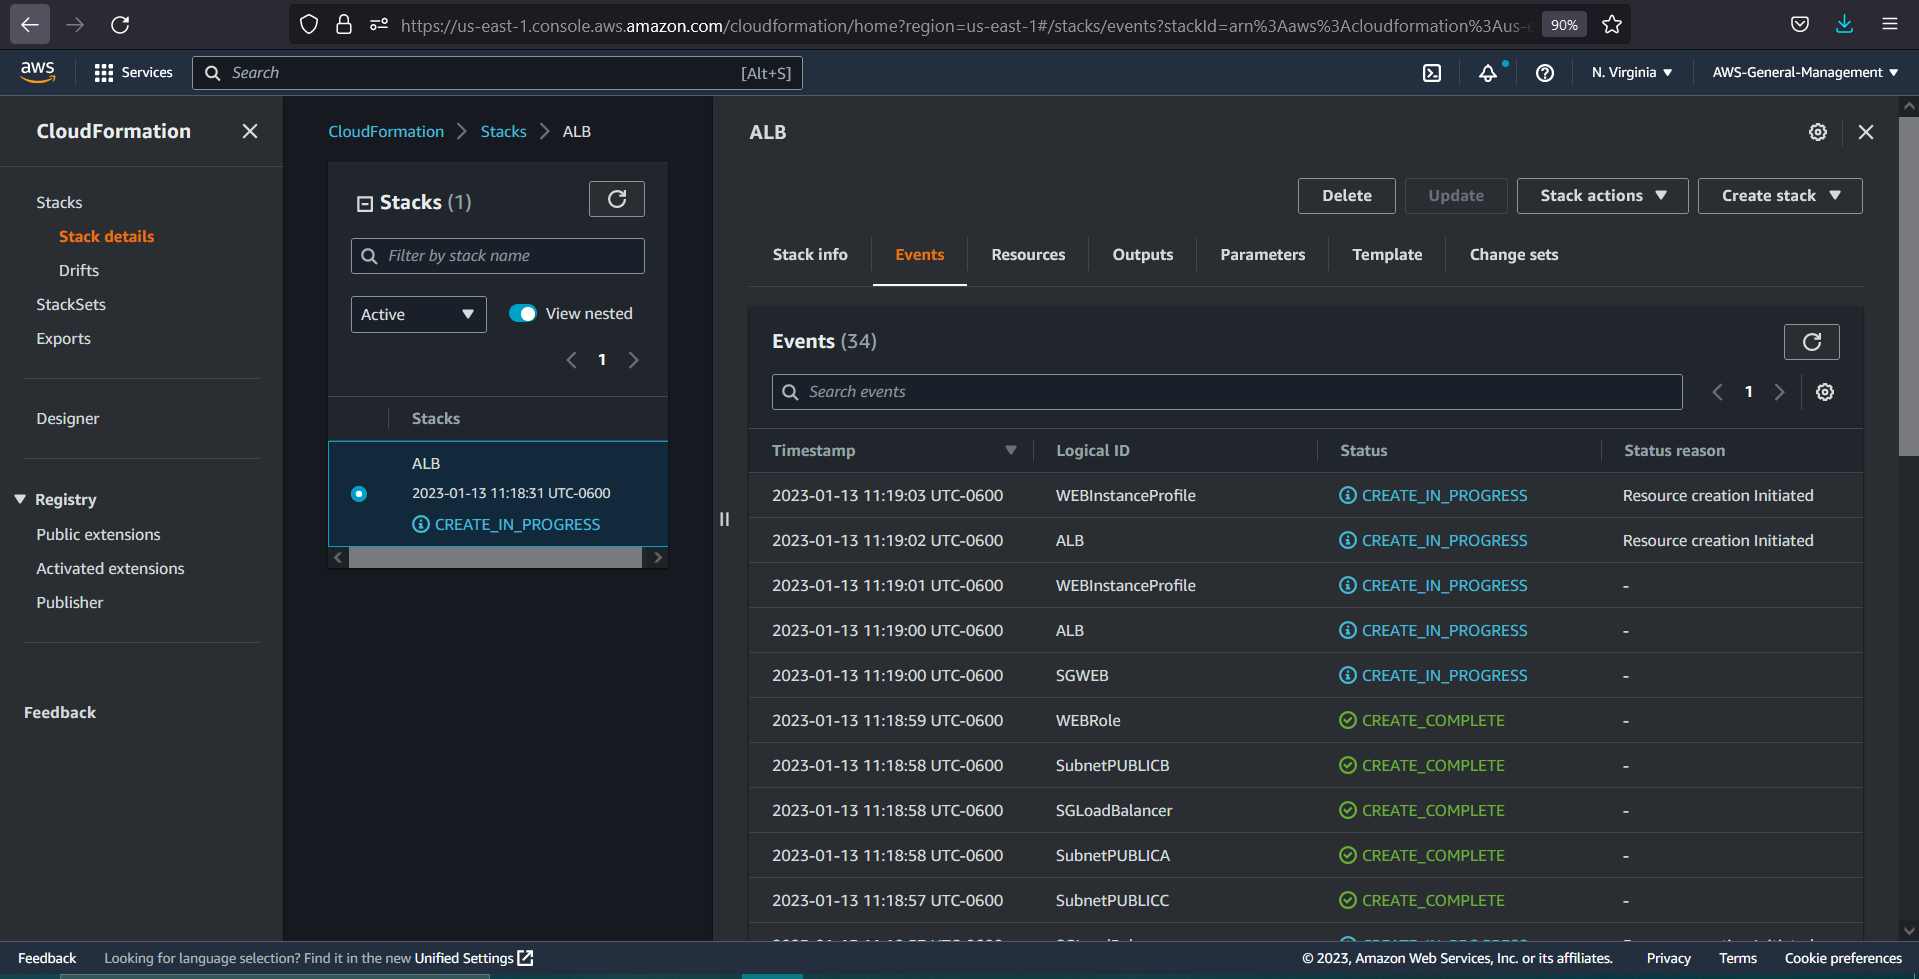 https://us-east-1.console.aws.amazon.com/cloudformation/home?region=us-east-1#/stacks/events?stackId=arn%3Aaws%3Acloudformation%3Aus-e
90%
aws
Services
Search
[Alt+S]
N. Virginia
AWS-General-Management
CloudFormation
Stacks
Stack details
Drifts
StackSets
Exports
Designer
Registry
Public extensions
Activated extensions
Publisher
Feedback
CloudFormation > Stacks > ALB
Stacks (1)
Filter by stack name
Active
View nested
1
Stacks
ALB
2023-01-13 11:18:31 UTC-0600
CREATE_IN_PROGRESS
ALB
Delete
Update
Stack actions
Create stack
Stack info
Events
Resources
Outputs
Parameters
Template
Change sets
Events (34)
Search events
1
Timestamp Logical ID Status Status reason
2023-01-13 11:19:03 UTC-0600 WEBInstanceProfile CREATE_IN_PROGRESS Resource creation Initiated
2023-01-13 11:19:02 UTC-0600 ALB CREATE_IN_PROGRESS Resource creation Initiated
2023-01-13 11:19:01 UTC-0600 WEBInstanceProfile CREATE_IN_PROGRESS -
2023-01-13 11:19:00 UTC-0600 ALB CREATE_IN_PROGRESS -
2023-01-13 11:19:00 UTC-0600 SGWEB CREATE_IN_PROGRESS -
2023-01-13 11:18:59 UTC-0600 WEBRole CREATE_COMPLETE -
2023-01-13 11:18:58 UTC-0600 SubnetPUBLICB CREATE_COMPLETE -
2023-01-13 11:18:58 UTC-0600 SGLoadBalancer CREATE_COMPLETE -
2023-01-13 11:18:58 UTC-0600 SubnetPUBLICA CREATE_COMPLETE -
2023-01-13 11:18:57 UTC-0600 SubnetPUBLICC CREATE_COMPLETE -
Feedback
Looking for language selection? Find it in the new Unified Settings
© 2023, Amazon Web Services, Inc. or its affiliates.
Privacy
Terms
Cookie preferences